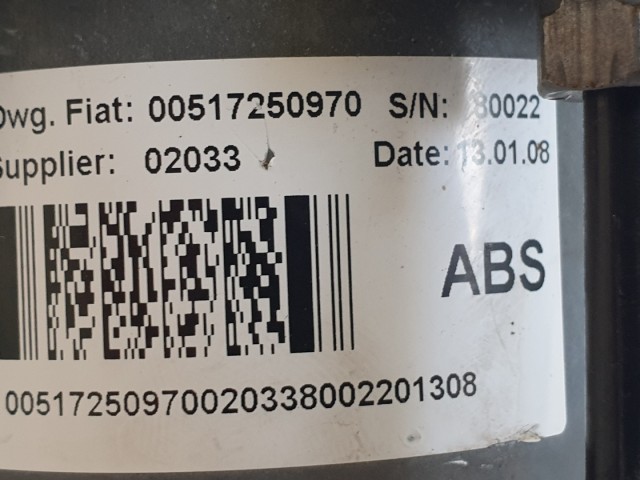 Dwg. Fiat: 00517250970 S/N: 80022
Supplier: 02033 Date: 13.01.08
ABS
00517250970020338002201308